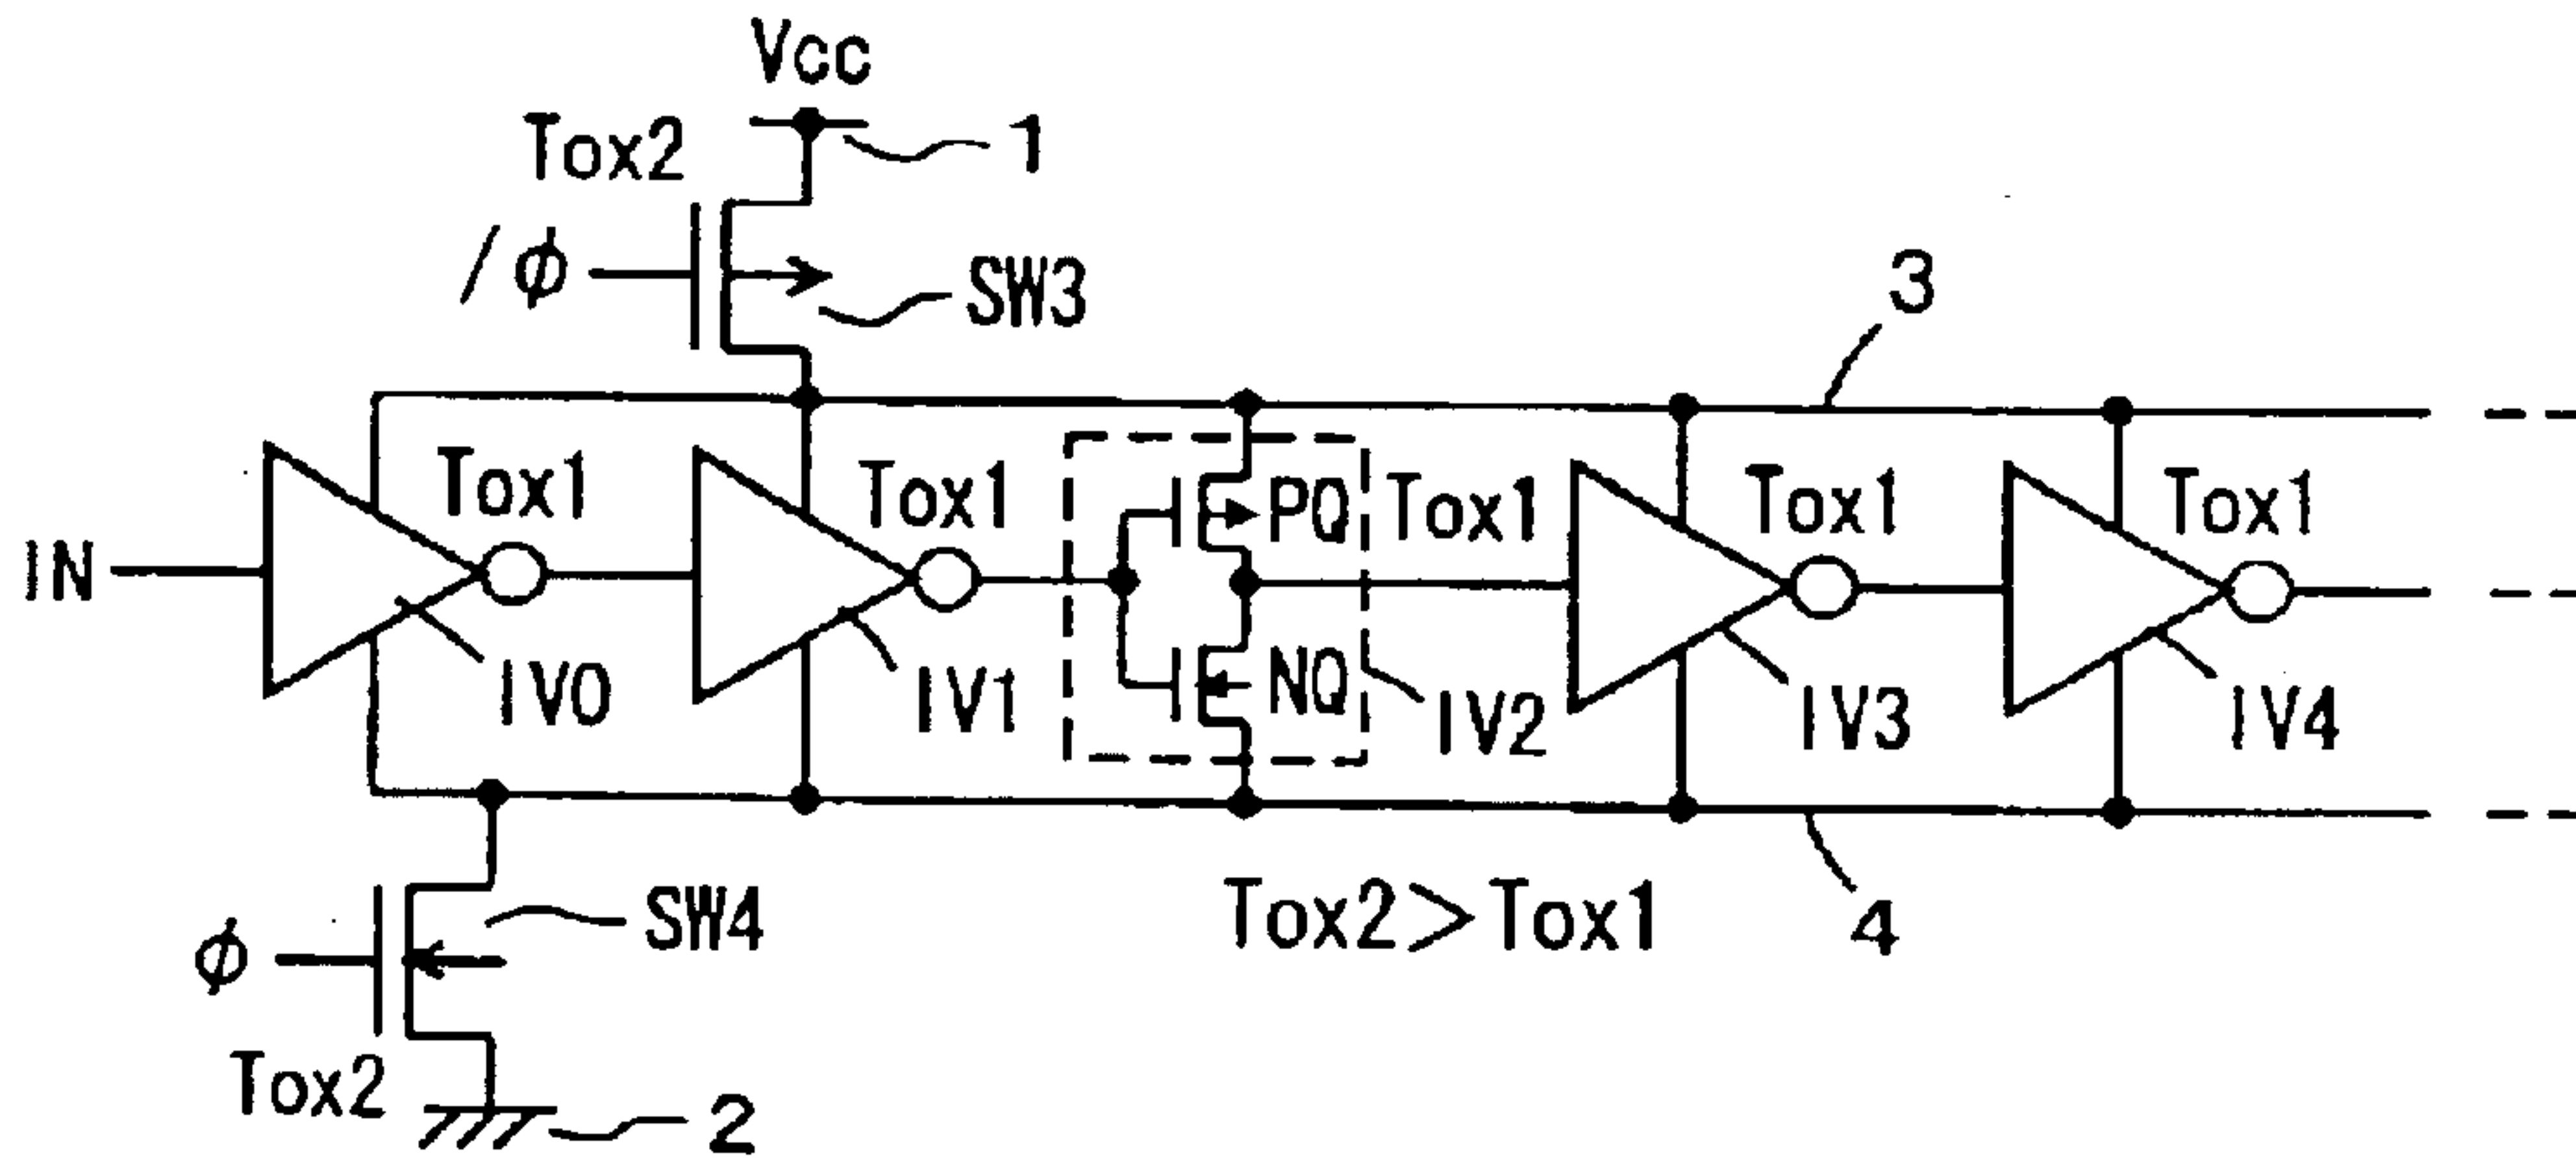 Vcc
Tox2
1
/φ
SW3
3
Tox1
Tox1
PQ
Tox1
Tox1
Tox1
IN
IV0
IV1
NQ
IV2
IV3
IV4
φ
SW4
Tox2>Tox1
4
Tox2
2